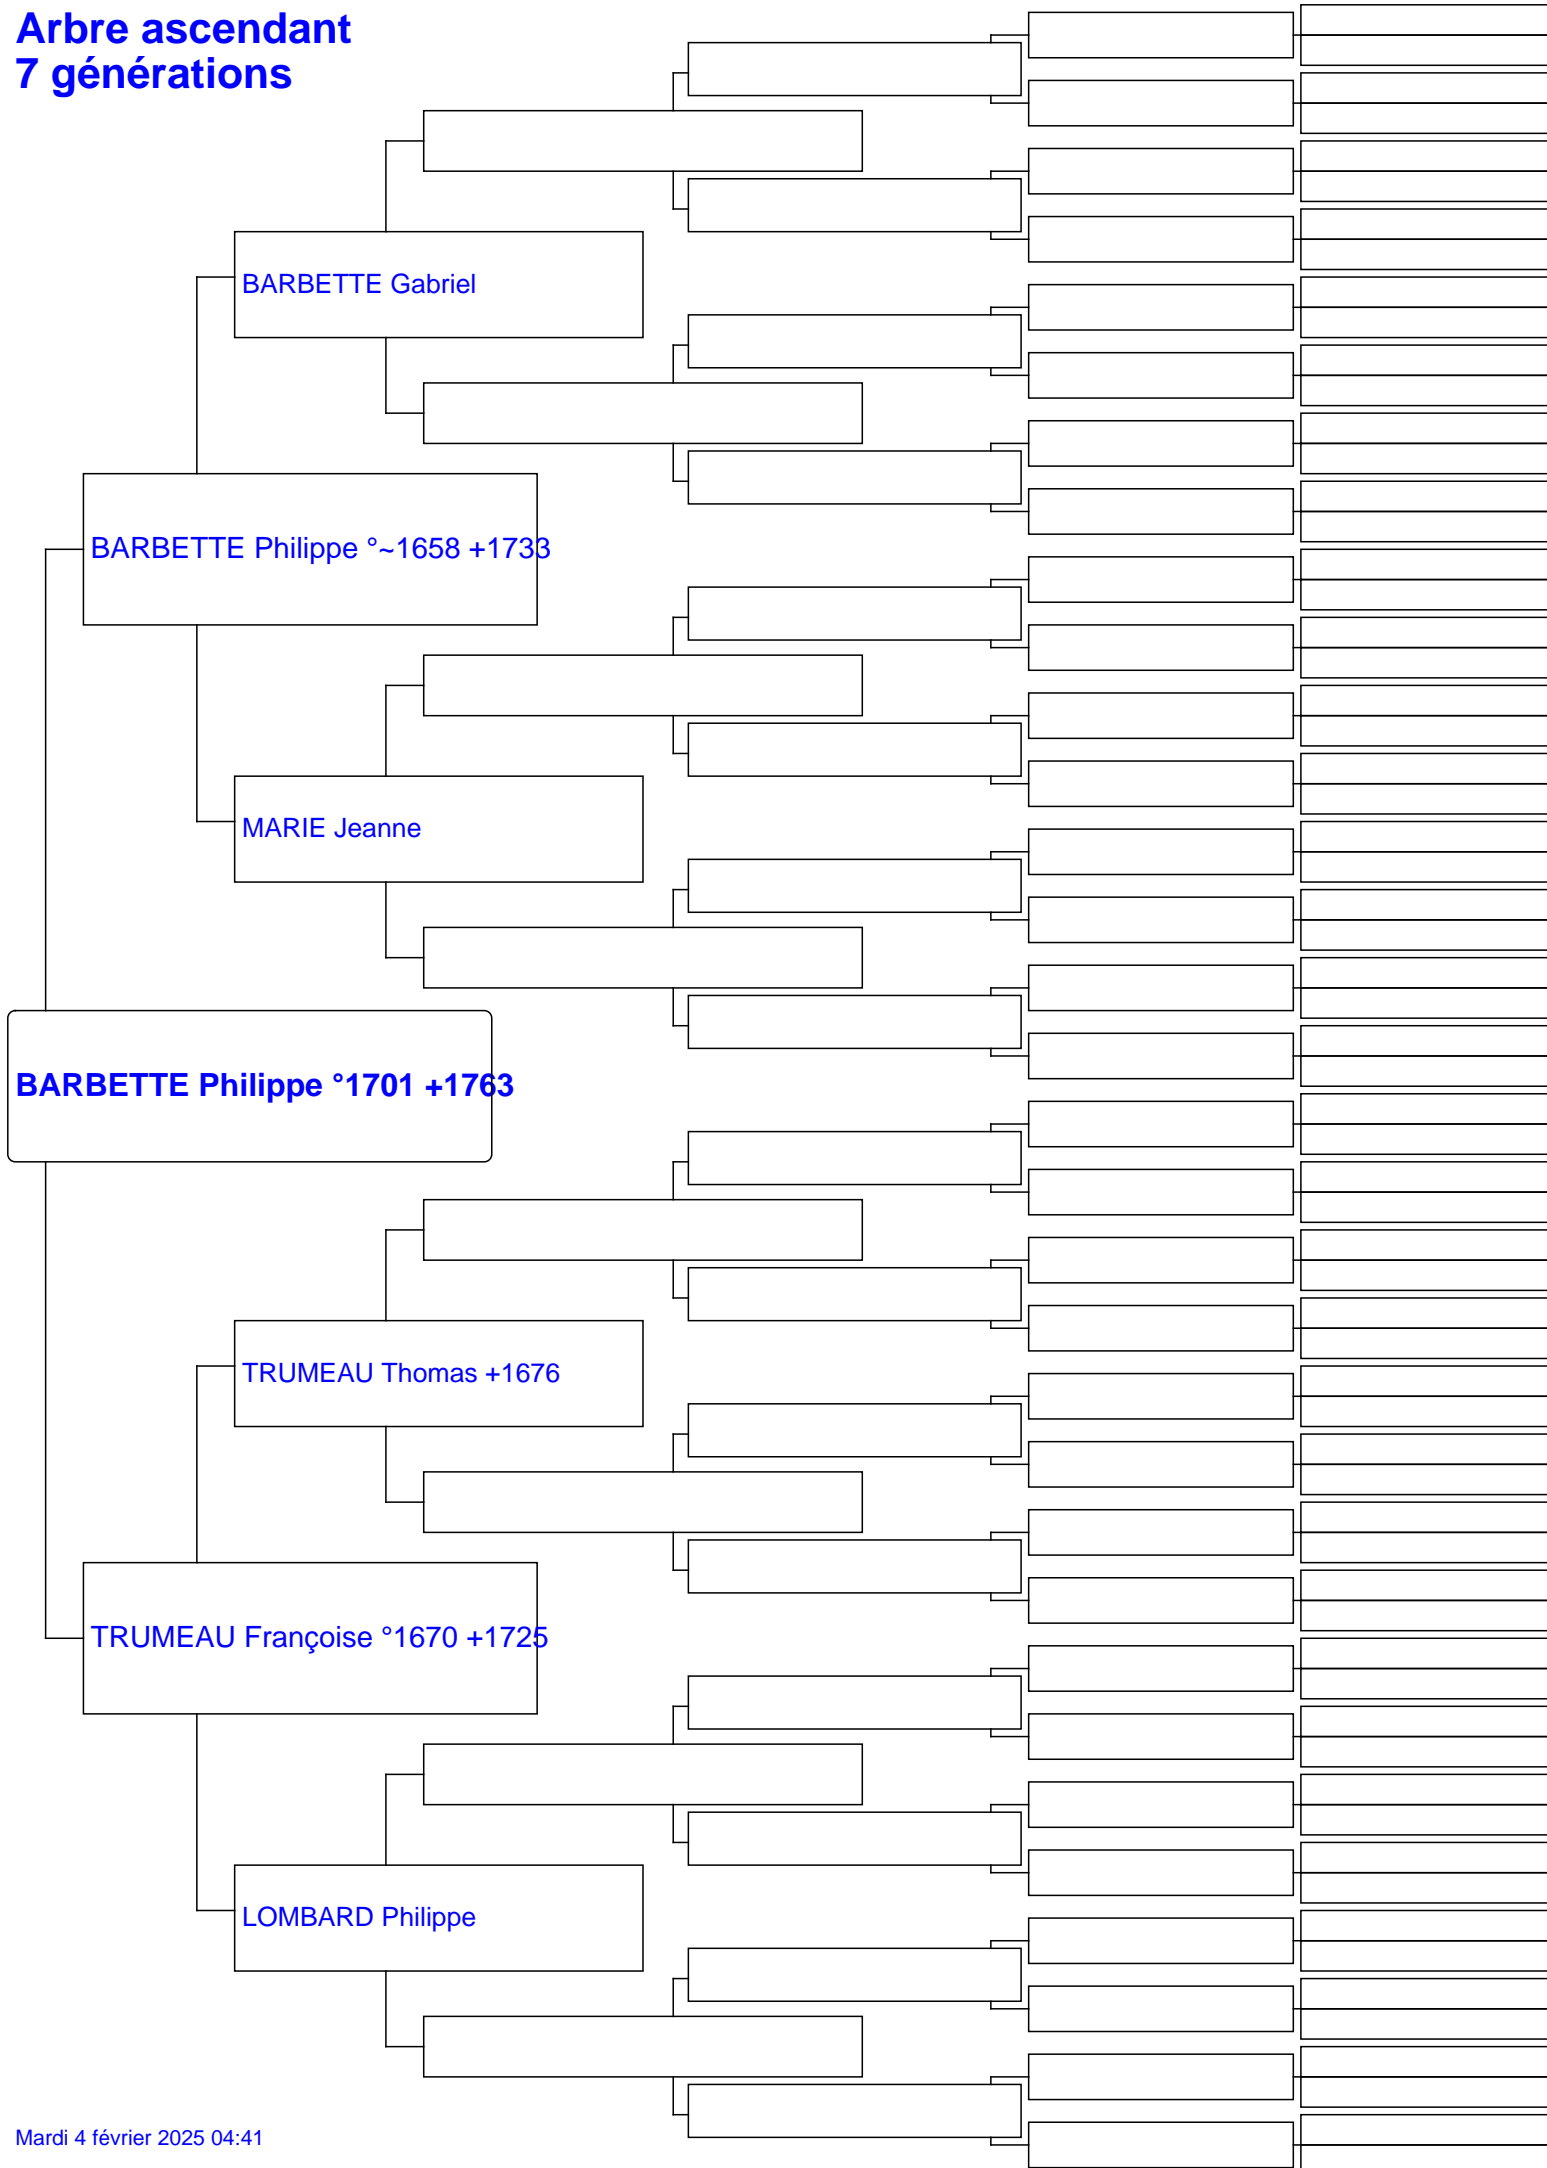 Arbre ascendant
7 générations
BARBETTE Gabriel
BARBETTE Philippe °~1658 +1733
MARIE Jeanne
BARBETTE Philippe °1701 +1763
TRUMEAU Thomas +1676
TRUMEAU Françoise °1670 +1725
LOMBARD Philippe
Mardi 4 février 2025 04:41